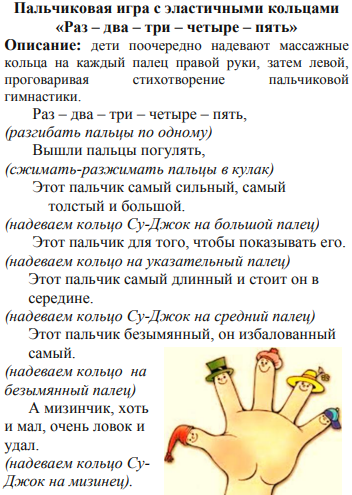 Пальчиковая игра с эластичными кольцами
«Раз – два – три – четыре – пять»
Описание: дети поочередно надевают массажные
кольца на каждый палец правой руки, затем левой,
проговаривая стихотворение пальчиковой
гимнастики.
Раз – два – три – четыре – пять,
(разгибать пальцы по одному)
Вышли пальцы погулять,
(сжимать-разжимать пальцы в кулак)
Этот пальчик самый сильный, самый
толстый и большой.
(надеваем кольцо Су-Джок на большой палец)
Этот пальчик для того, чтобы показывать его.
(надеваем кольцо на указательный палец)
Этот пальчик самый длинный и стоит он в
середине.
(надеваем кольцо Су-Джок на средний палец)
Этот пальчик безымянный, он избалованный
самый.
(надеваем кольцо на
безымянный палец)
А мизинчик, хоть
и мал, очень ловок и
удал.
(надеваем кольцо Су-
Джок на мизинец).